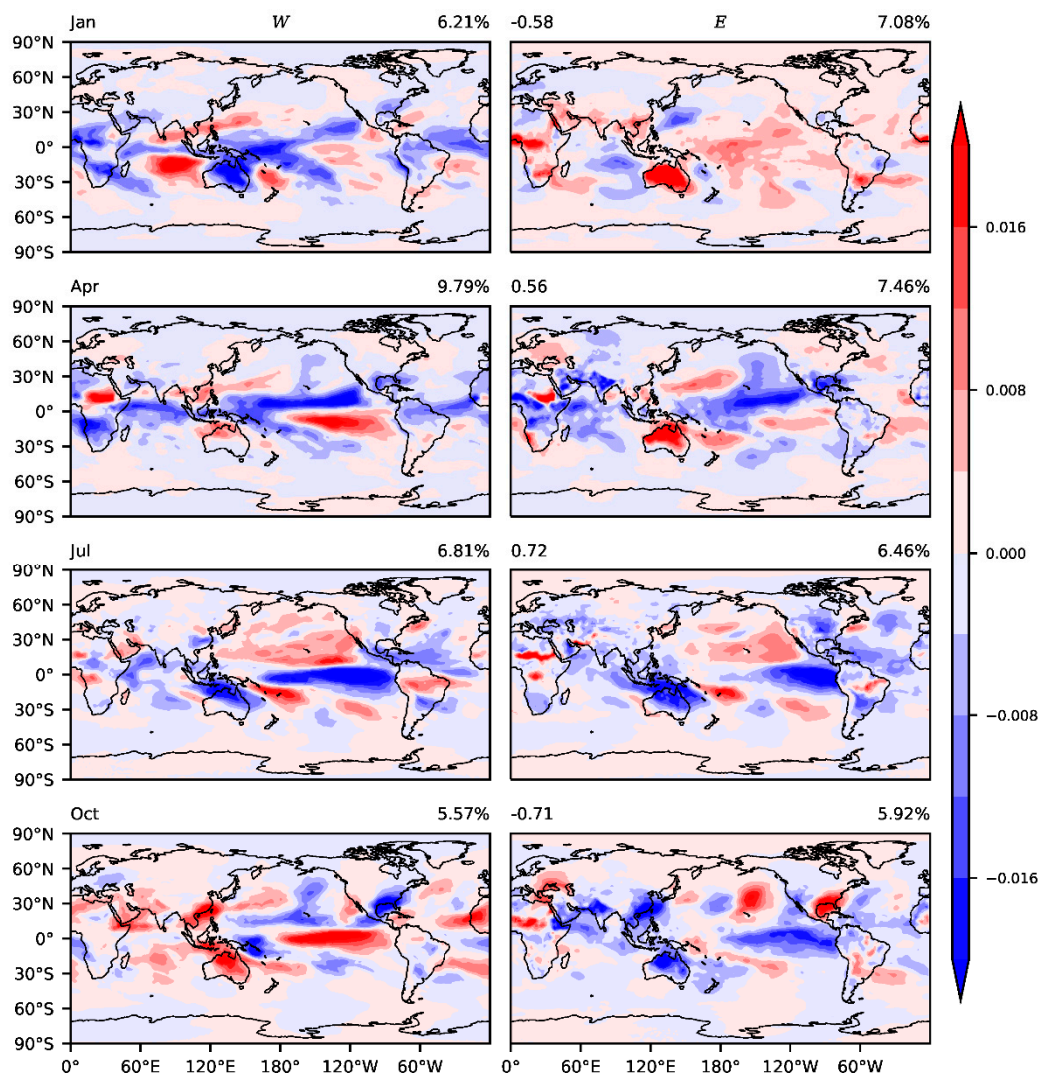 Jan W 6.21% -0.58 E 7.08%
90°N
60°N
30°N
0°
30°S
60°S
90°S
Apr 9.79% 0.56 7.46%
90°N
60°N
30°N
0°
30°S
60°S
90°S
Jul 6.81% 0.72 6.46%
90°N
60°N
30°N
0°
30°S
60°S
90°S
Oct 5.57% -0.71 5.92%
90°N
60°N
30°N
0°
30°S
60°S
90°S
0° 60°E 120°E 180° 120°W 60°W 0° 60°E 120°E 180° 120°W 60°W
0.016
0.008
0.000
−0.008
−0.016